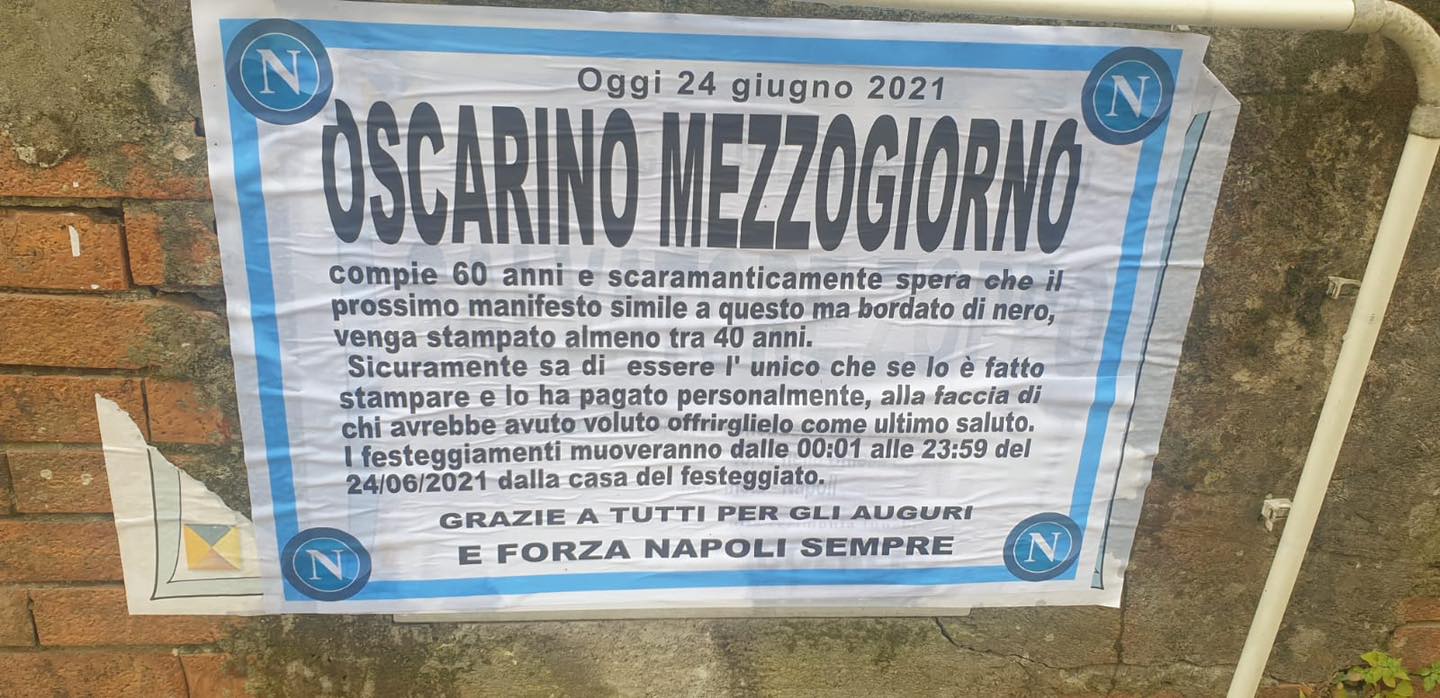 N
N
Oggi 24 giugno 2021
OSCARINO MEZZOGIORNO
compie 60 anni e scaramanticamente spera che il
prossimo manifesto simile a questo ma bordato di nero,
venga stampato almeno tra 40 anni.
Sicuramente sa di essere l' unico che se lo è fatto
stampare e lo ha pagato personalmente, alla faccia di
chi avrebbe avuto voluto offrirglielo come ultimo saluto.
I festeggiamenti muoveranno dalle 00:01 alle 23:59 del
24/06/2021 dalla casa del festeggiato.
GRAZIE A TUTTI PER GLI AUGURI
E FORZA NAPOLI SEMPRE
N
N